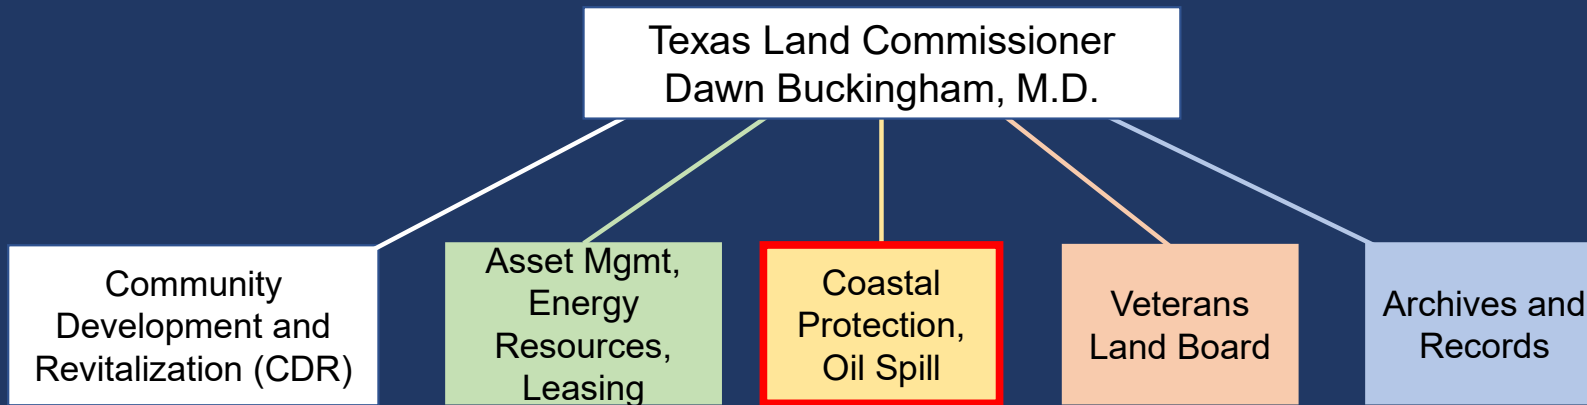 Texas Land Commissioner
Dawn Buckingham, M.D.
Community
Development and
Revitalization (CDR)
Asset Mgmt,
Energy
Resources,
Leasing
Coastal
Protection,
Oil Spill
Veterans
Land Board
Archives and
Records